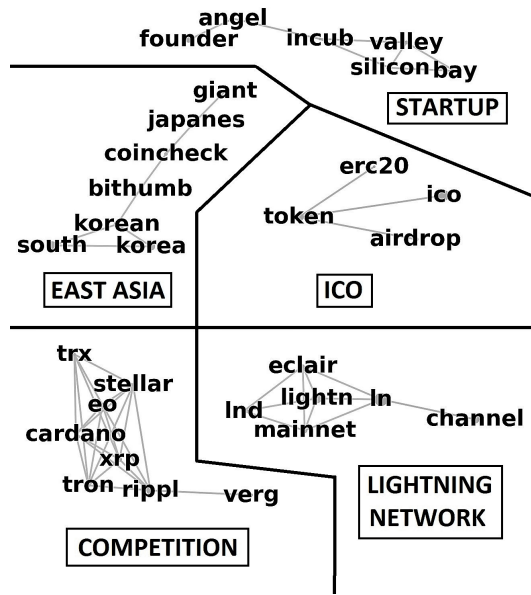 angel
founder
incub
valley
silicon
bay
STARTUP
giant
japanes
coincheck
bithumb
korean
south
korea
EAST ASIA
erc20
ico
token
airdrop
ICO
trx
stellar
eo
cardano
xrp
tron
rippl
verg
COMPETITION
eclair
lightn
ln
lnd
mainnet
channel
LIGHTNING
NETWORK